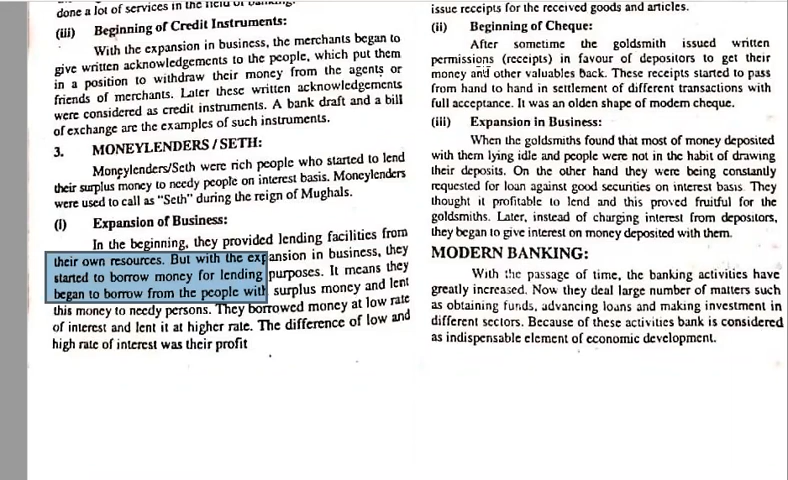 done a lot of services in the field of banking.
(iii) Beginning of Credit Instruments:
With the expansion in business, the merchants began to
give written acknowledgements to the people, which put them
in a position to withdraw their money from the agents or
friends of merchants. Later these written acknowledgements
were considered as credit instruments. A bank draft and a bill
of exchange are the examples of such instruments.
3. MONEYLENDERS / SETH:
Moneylenders/Seth were rich people who started to lend
their surplus money to needy people on interest basis. Moneylenders
were used to call as "Seth" during the reign of Mughals.
(i) Expansion of Business:
In the beginning, they provided lending facilities from
their own resources. But with the expansion in business, they
started to borrow money for lending purposes. It means they
began to borrow from the people with surplus money and lent
this money to needy persons. They borrowed money at low rate
of interest and lent it at higher rate. The difference of low and
high rate of interest was their profit
issue receipts for the received goods and articles.
(ii) Beginning of Cheque:
After sometime the goldsmith issued written
permissions (receipts) in favour of depositors to get their
money and other valuables back. These receipts started to pass
from hand to hand in settlement of different transactions with
full acceptance. It was an olden shape of modem cheque.
(iii) Expansion in Business:
When the goldsmiths found that most of money deposited
with them lying idle and people were not in the habit of drawing
their deposits. On the other hand they were being constantly
requested for loan against good securities on interest basis. They
thought it profitable to lend and this proved fruitful for the
goldsmiths. Later, instead of charging interest from depositors,
they began to give interest on money deposited with them.
MODERN BANKING:
With the passage of time, the banking activities have
greatly increased. Now they deal large number of matters such
as obtaining funds, advancing loans and making investment in
different sectors. Because of these activities bank is considered
as indispensable element of economic development.